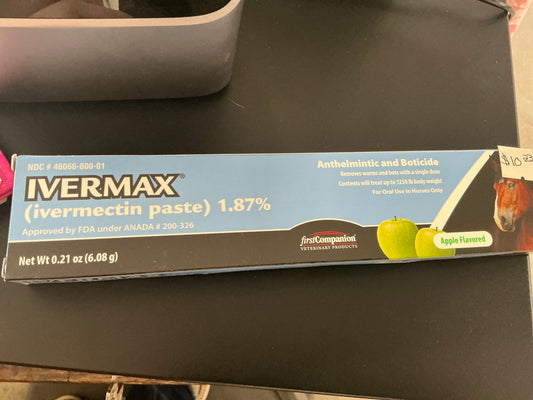 NDC # 46066-800-01
IVERMAX®
(ivermectin paste) 1.87%
Approved by FDA under ANADA # 200-326
Net Wt 0.21 oz (6.08 g)
Anthelmintic and Boticide
Removes worms and bots with a single dose
Contents will treat up to 1250 lb body weight
For Oral Use in Horses Only
firstCompanion
VETERINARY PRODUCTS
Apple Flavored
$10